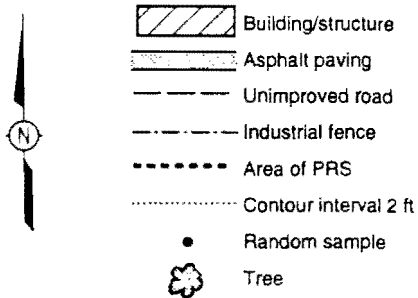 Building/structure
Asphalt paving
Unimproved road
N
Industrial fence
Area of PRS
Contour interval 2 ft
Random sample
Tree